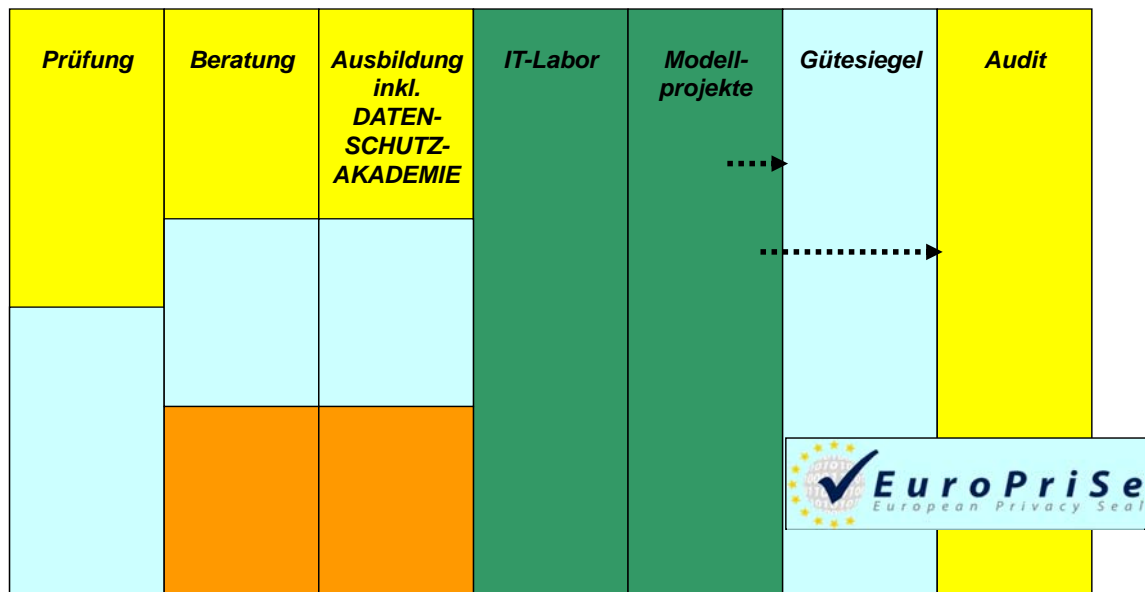 Prüfung
Beratung
Ausbildung
inkl.
DATEN-
SCHUTZ-
AKADEMIE
IT-Labor
Modell-
projekte
Gütesiegel
Audit
EuroPriSe
European Privacy Seal